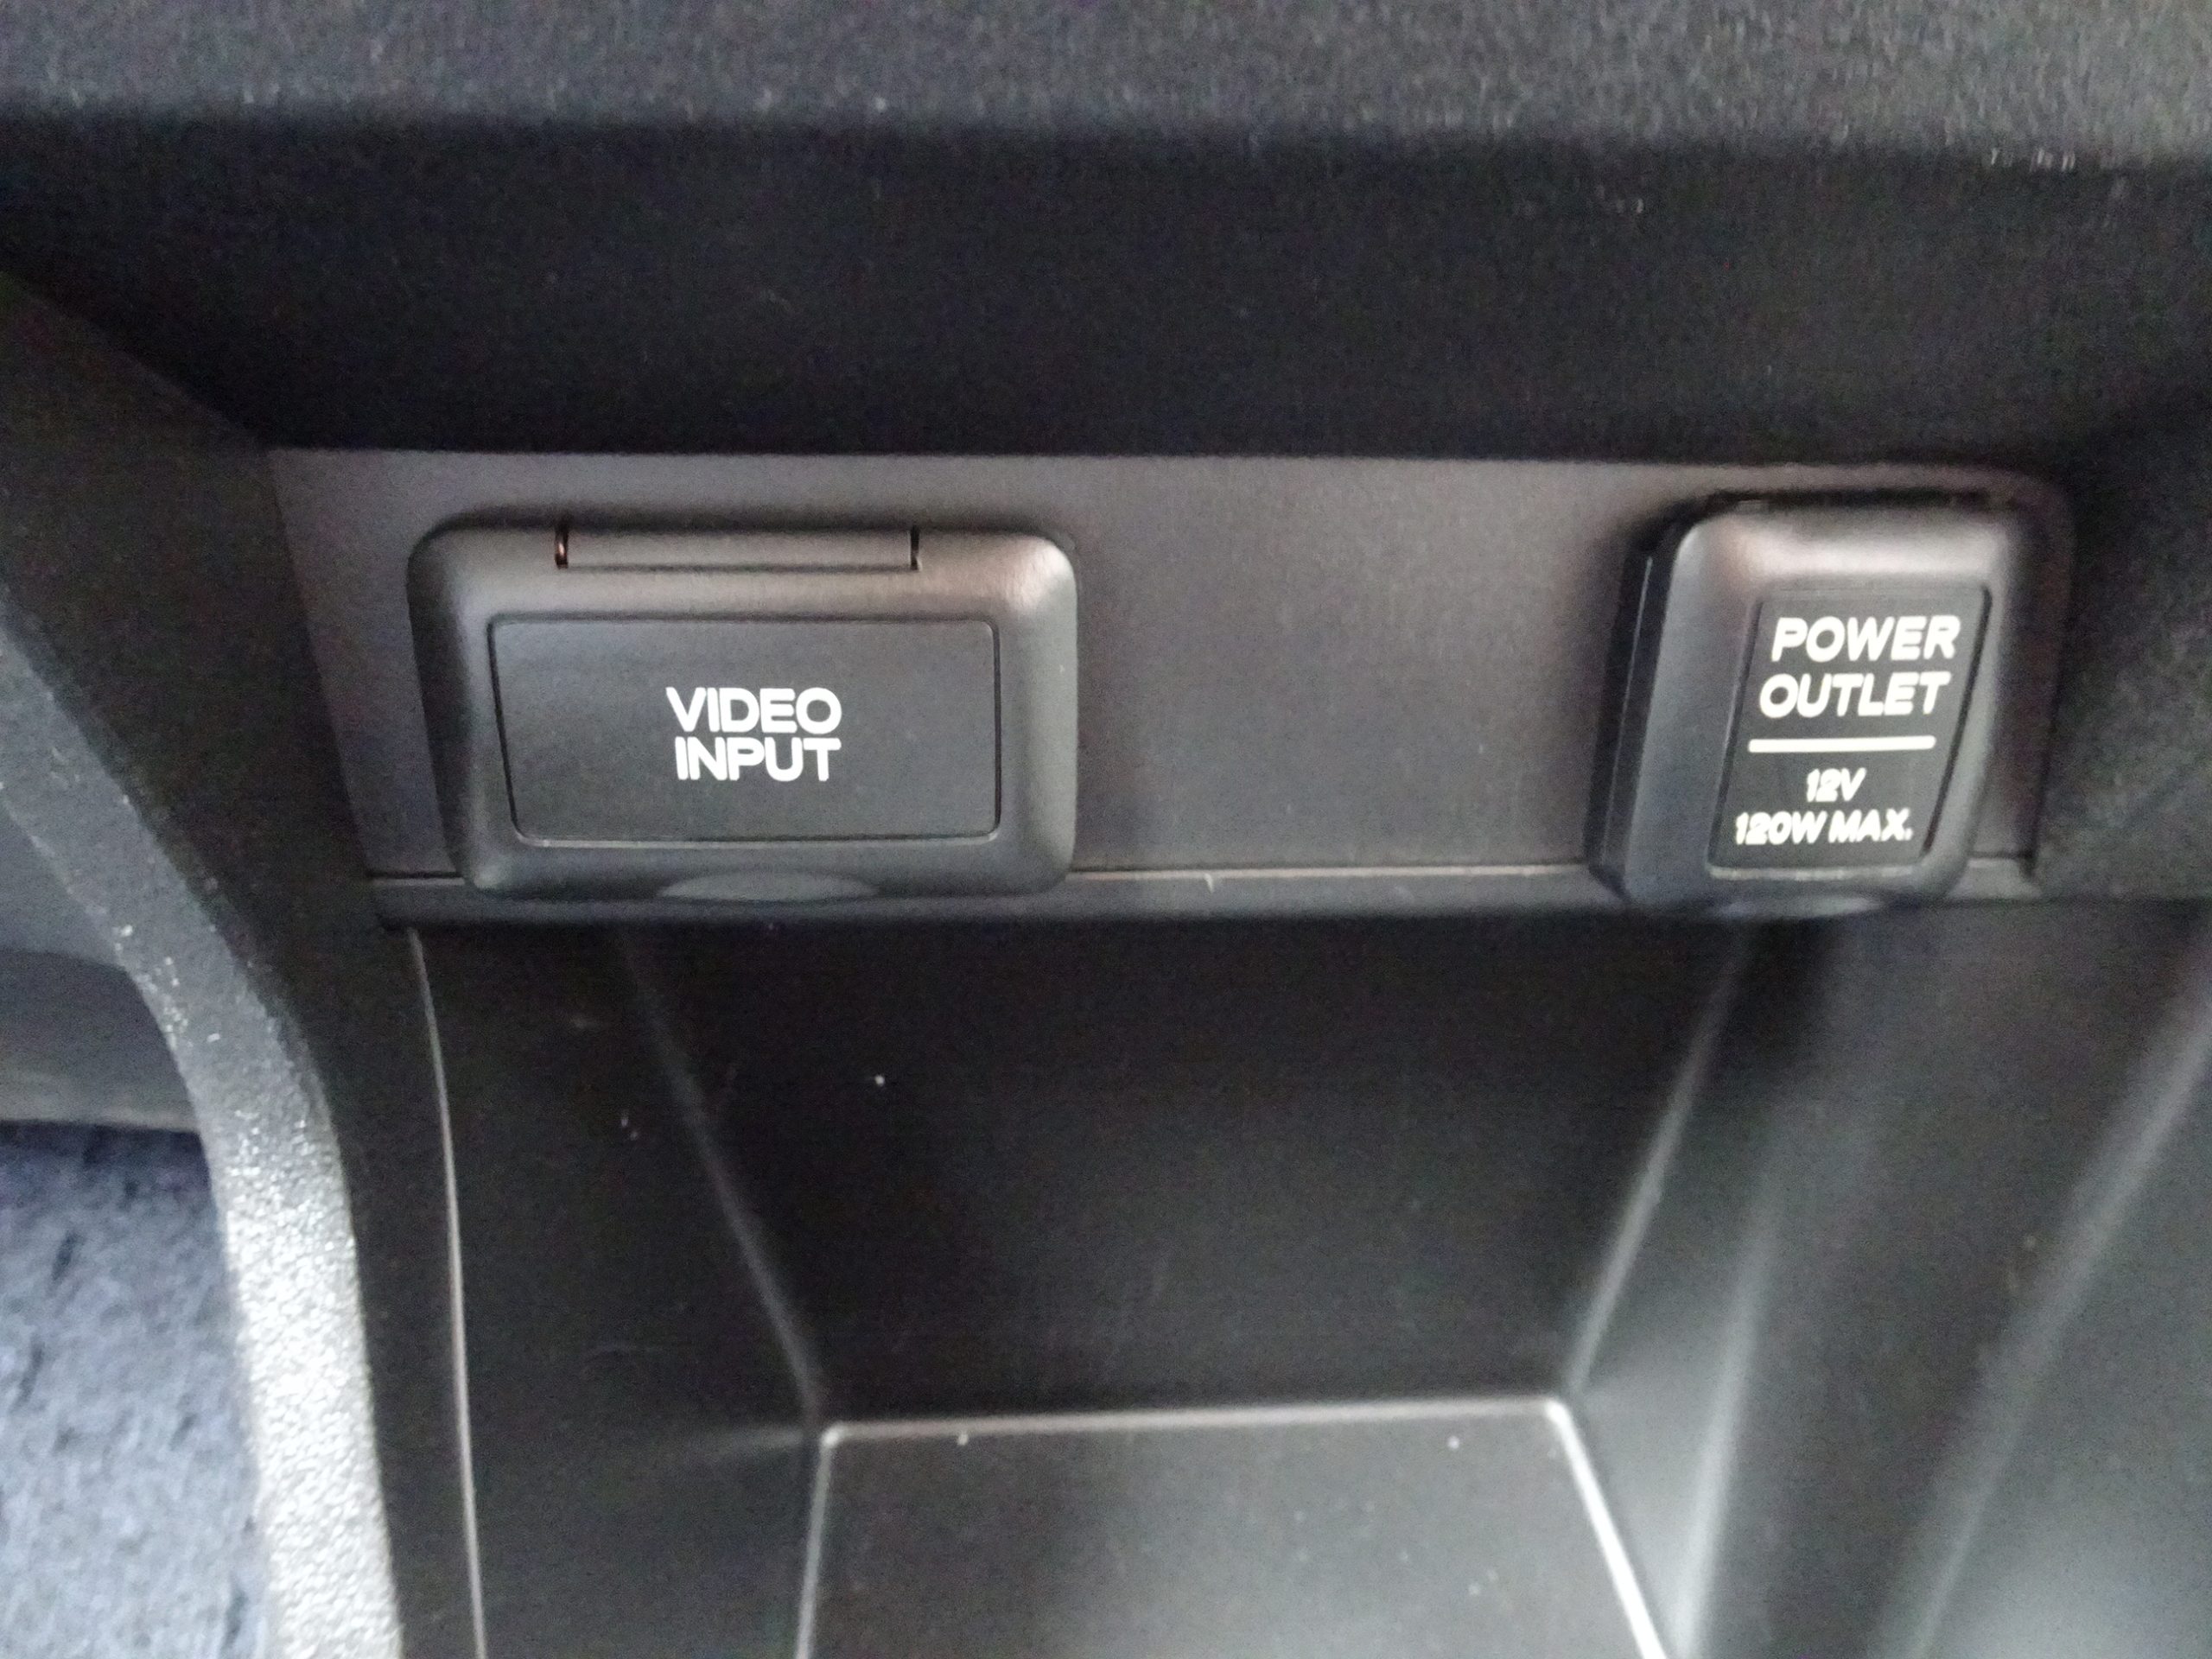 VIDEO
INPUT
POWER
OUTLET
12V
120W MAX.